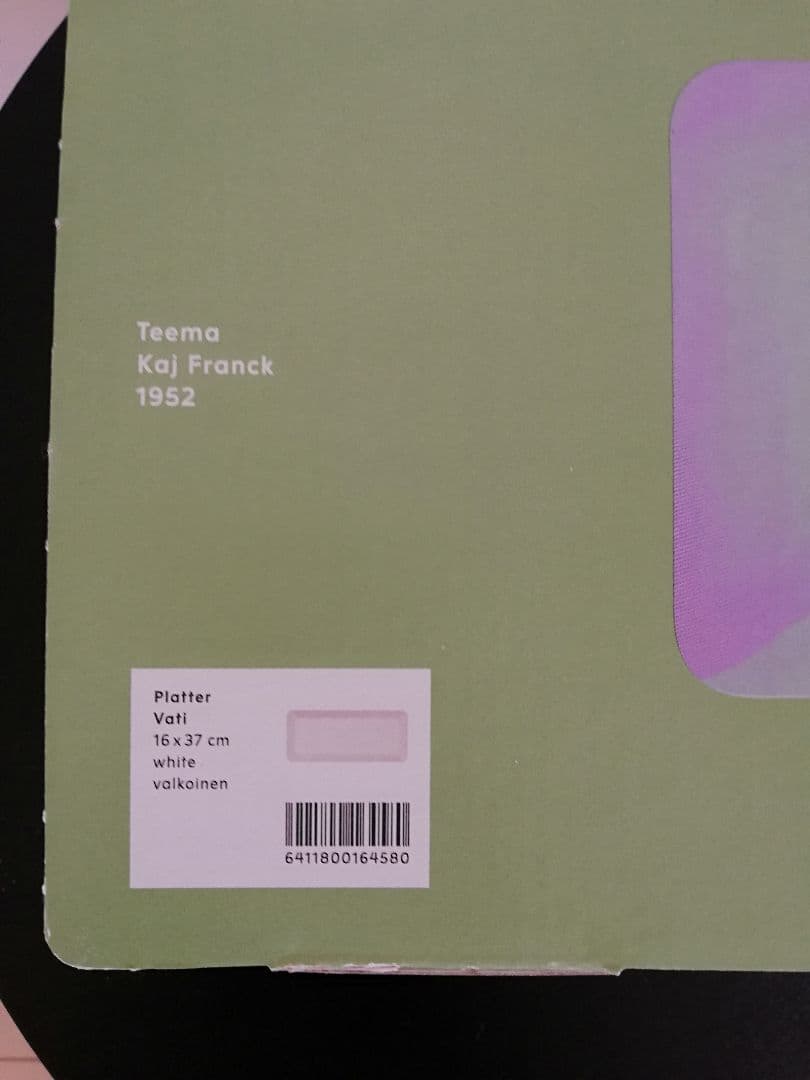 Teema
Kaj Franck
1952
Platter
Vati
16 x 37 cm
white
valkoinen
6411800164580